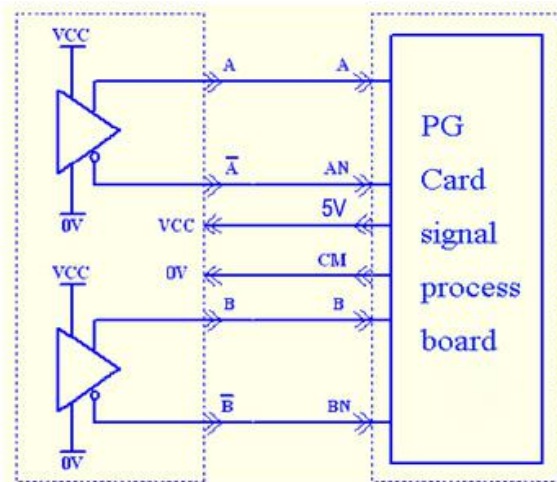 VCC
A A
A̅ AN
0V
VCC 5V
0V CM
VCC
B B
B̅ BN
0V
PG
Card
signal
process
board